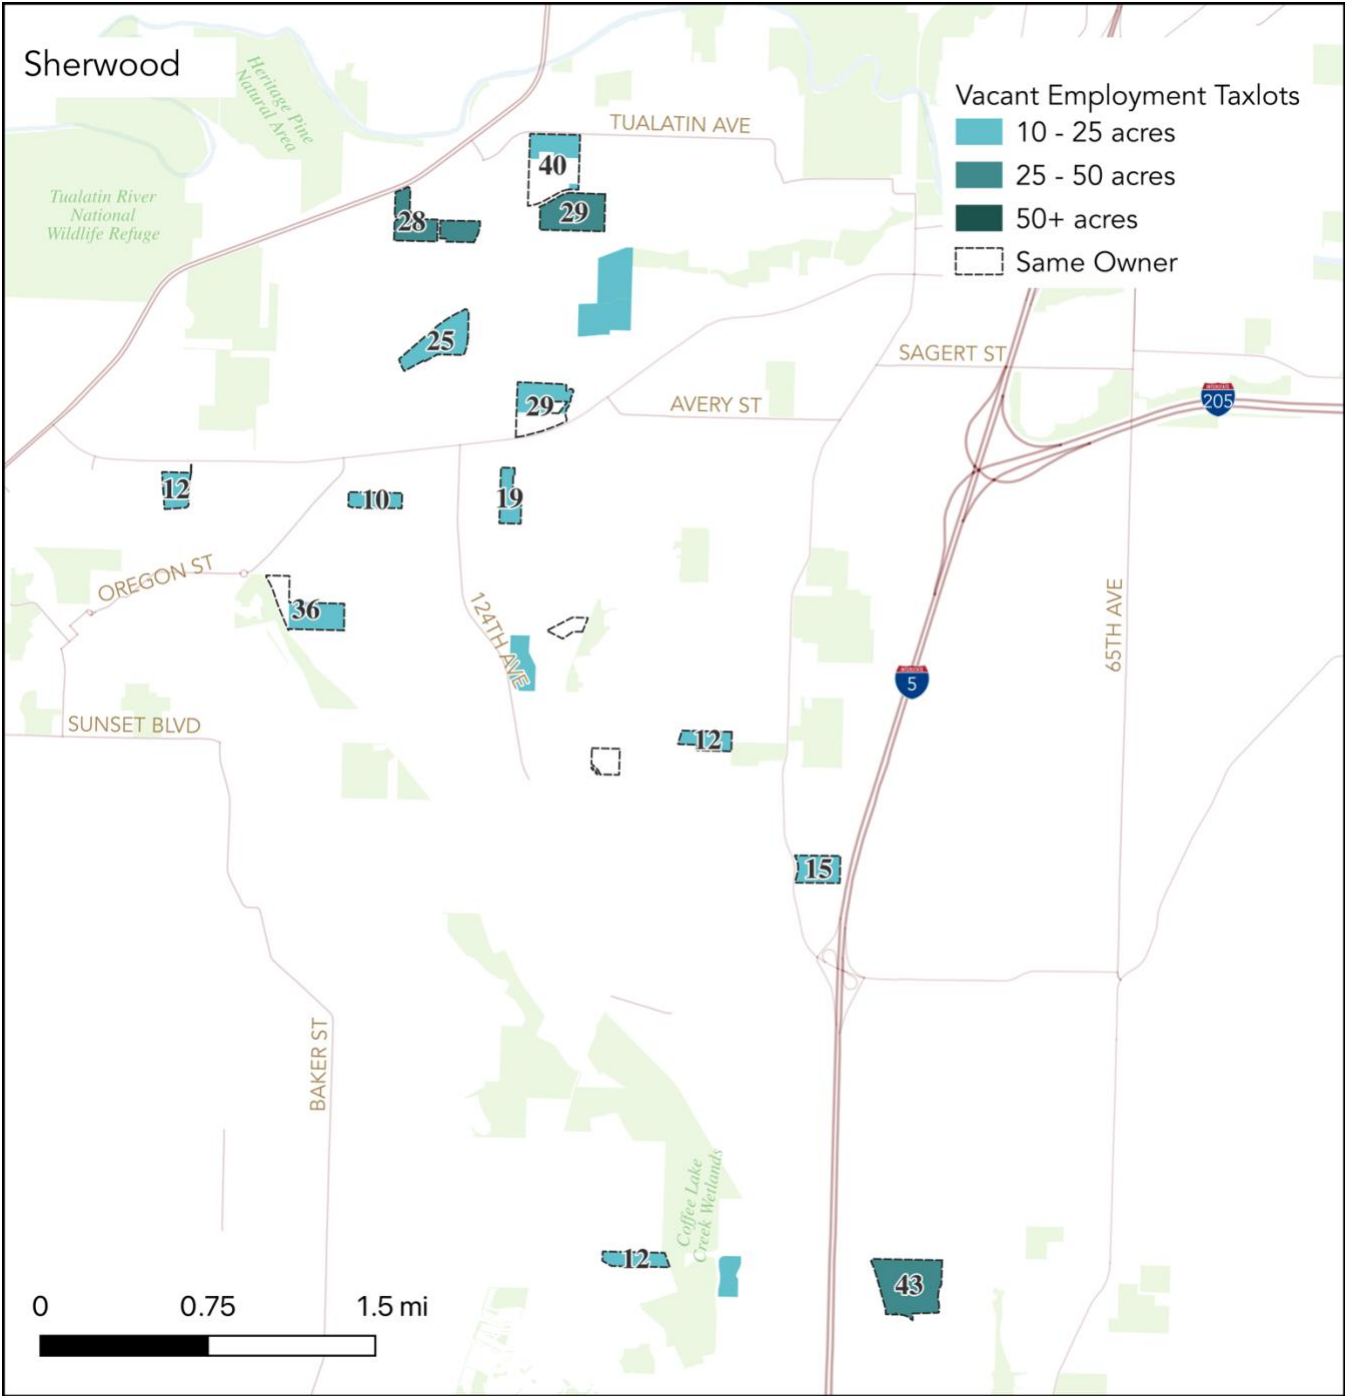 Sherwood
Heritage Pine
Natural Area
Vacant Employment Taxlots
10 - 25 acres
25 - 50 acres
50+ acres
Same Owner
TUALATIN AVE
40
Tualatin River
National
Wildlife Refuge
28
29
25
SAGERT ST
INTERSTATE
205
29
AVERY ST
12
10
19
OREGON ST
36
124TH AVE
65TH AVE
INTERSTATE
5
SUNSET BLVD
12
15
BAKER ST
Coffee Lake
Creek Wetlands
12
43
0 0.75 1.5 mi